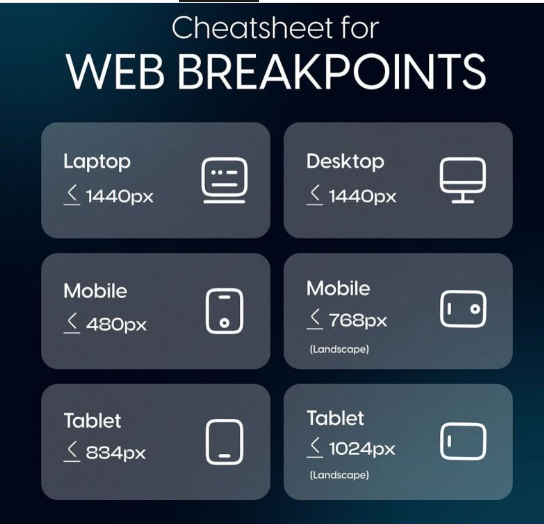 Cheatsheet for
WEB BREAKPOINTS
Laptop
≤ 1440px
Desktop
≤ 1440px
Mobile
≤ 480px
Mobile
≤ 768px
(Landscape)
Tablet
≤ 834px
Tablet
≤ 1024px
(Landscape)